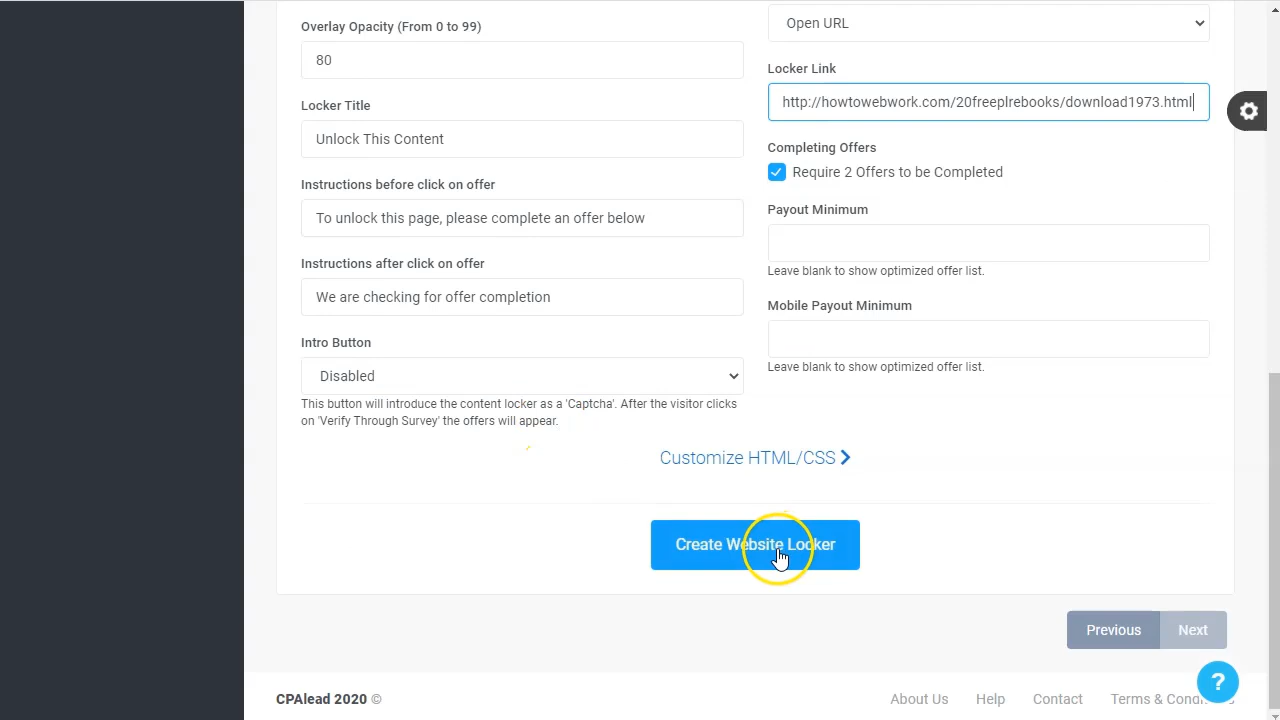 Overlay Opacity (From 0 to 99)
80
Locker Title
Unlock This Content
Instructions before click on offer
To unlock this page, please complete an offer below
Instructions after click on offer
We are checking for offer completion
Intro Button
Disabled
This button will introduce the content locker as a 'Captcha'. After the visitor clicks
on 'Verify Through Survey' the offers will appear.
Open URL
Locker Link
http://howtowebwork.com/20freeplrebooks/download1973.html
Completing Offers
Require 2 Offers to be Completed
Payout Minimum
Leave blank to show optimized offer list.
Mobile Payout Minimum
Leave blank to show optimized offer list.
Customize HTML/CSS
Create Website Locker
Previous Next
?
CPAlead 2020 ©
About Us Help Contact Terms &